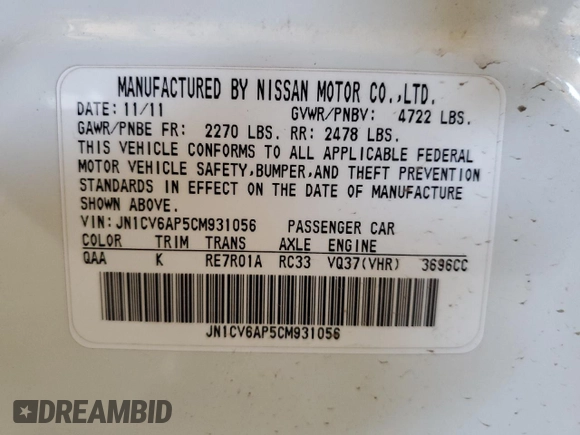 MANUFACTURED BY NISSAN MOTOR CO.,LTD.
DATE: 11/11 GVWR/PNBV: 4722 LBS.
GAWR/PNBE FR: 2270 LBS. RR: 2478 LBS.
THIS VEHICLE CONFORMS TO ALL APPLICABLE FEDERAL
MOTOR VEHICLE SAFETY,BUMPER,AND THEFT PREVENTION
STANDARDS IN EFFECT ON THE DATE OF MANUFACTURE
SHOWN ABOVE.
VIN:JN1CV6AP5CM931056 PASSENGER CAR
COLOR TRIM TRANS AXLE ENGINE
QAA K RE7R01A RC33 VQ37(VHR) 3696CC
JN1CV6AP5CM931056
DREAMBID